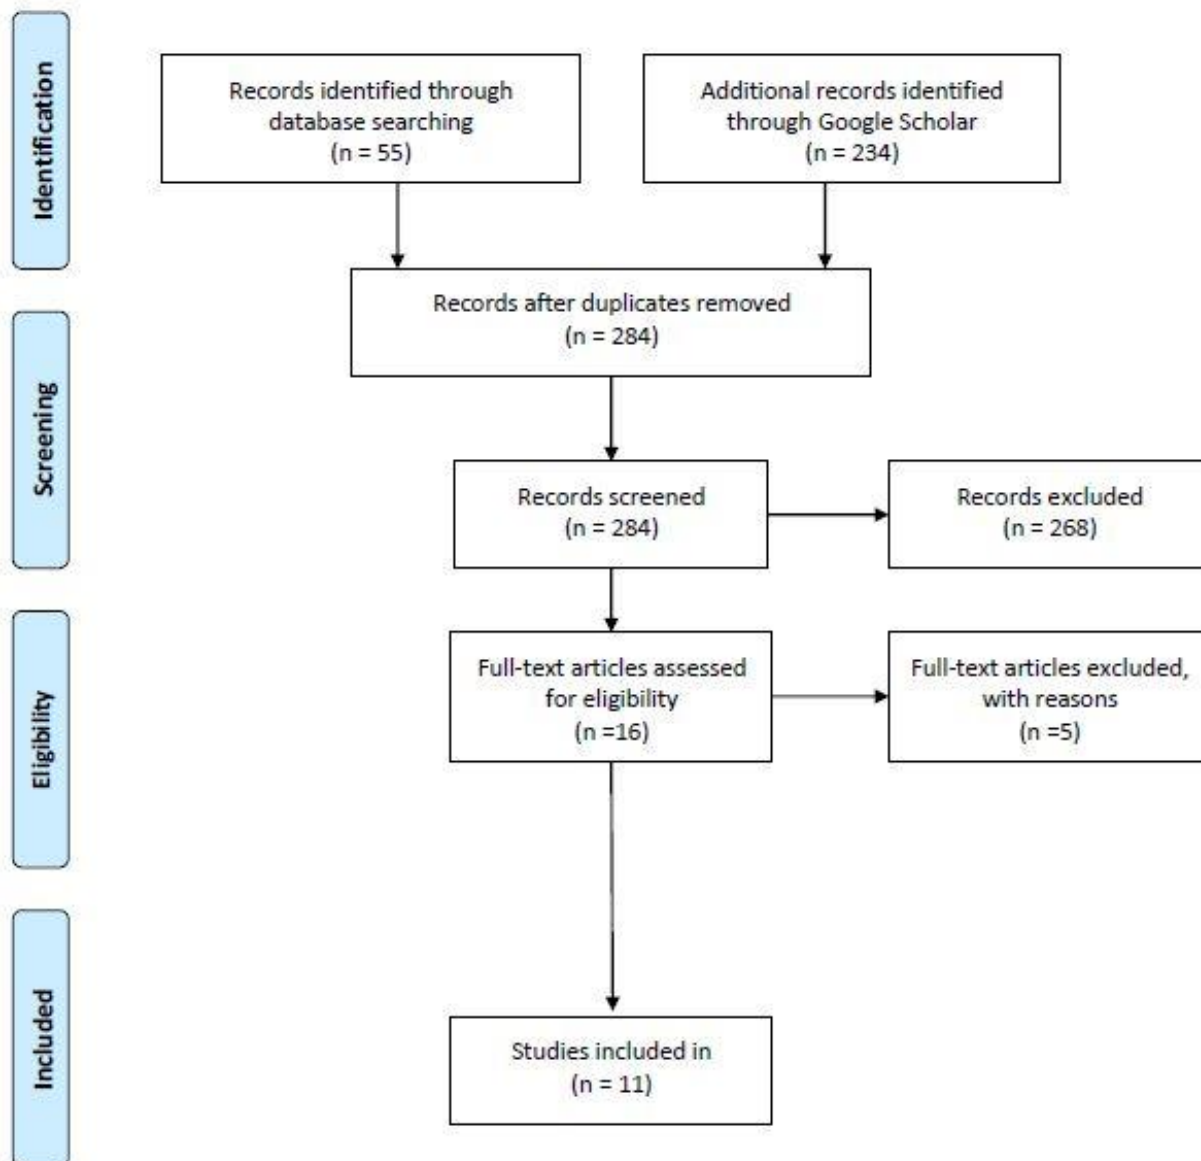 Identification
Records identified through
database searching
(n = 55)
Additional records identified
through Google Scholar
(n = 234)
Records after duplicates removed
(n = 284)
Screening
Records screened
(n = 284)
Records excluded
(n = 268)
Eligibility
Full-text articles assessed
for eligibility
(n =16)
Full-text articles excluded,
with reasons
(n =5)
Included
Studies included in
(n = 11)